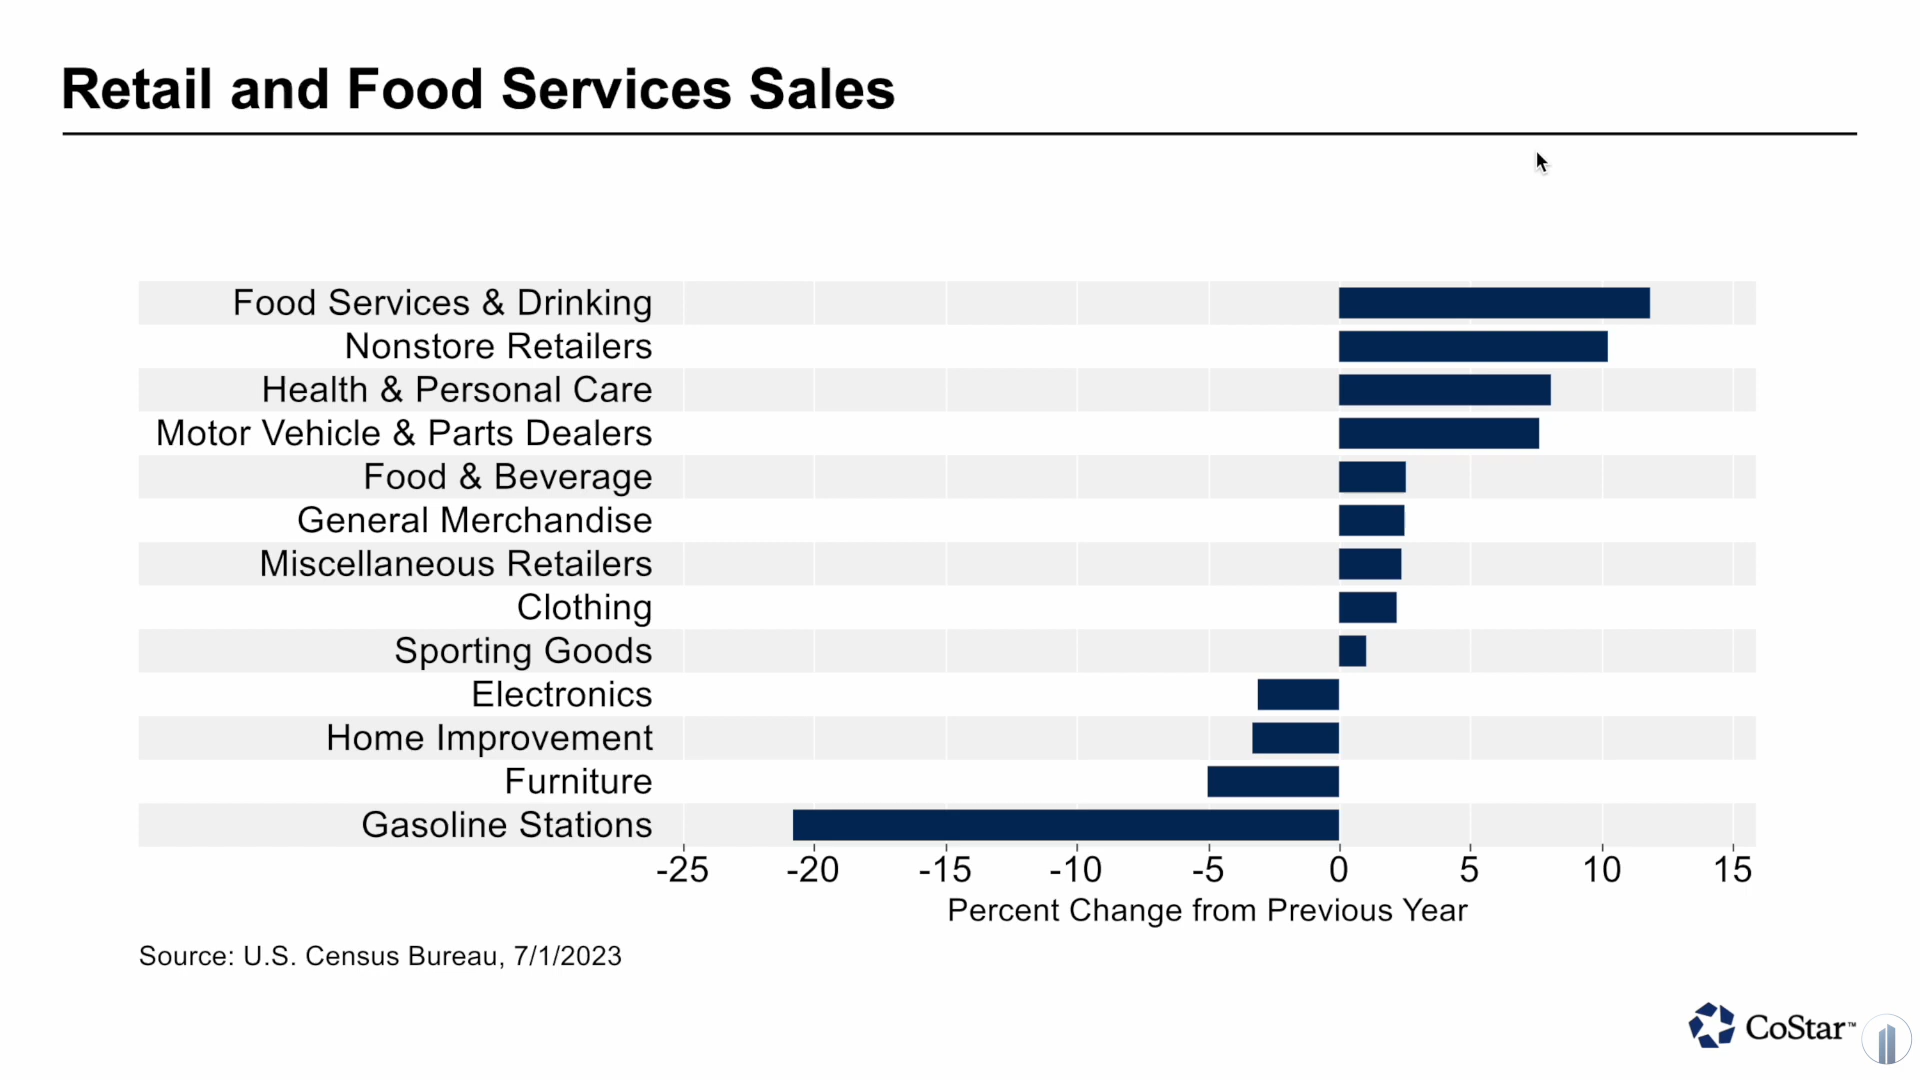 Retail and Food Services Sales
Food Services & Drinking
Nonstore Retailers
Health & Personal Care
Motor Vehicle & Parts Dealers
Food & Beverage
General Merchandise
Miscellaneous Retailers
Clothing
Sporting Goods
Electronics
Home Improvement
Furniture
Gasoline Stations
-25 -20 -15 -10 -5 0 5 10 15
Percent Change from Previous Year
Source: U.S. Census Bureau, 7/1/2023
CoStar™